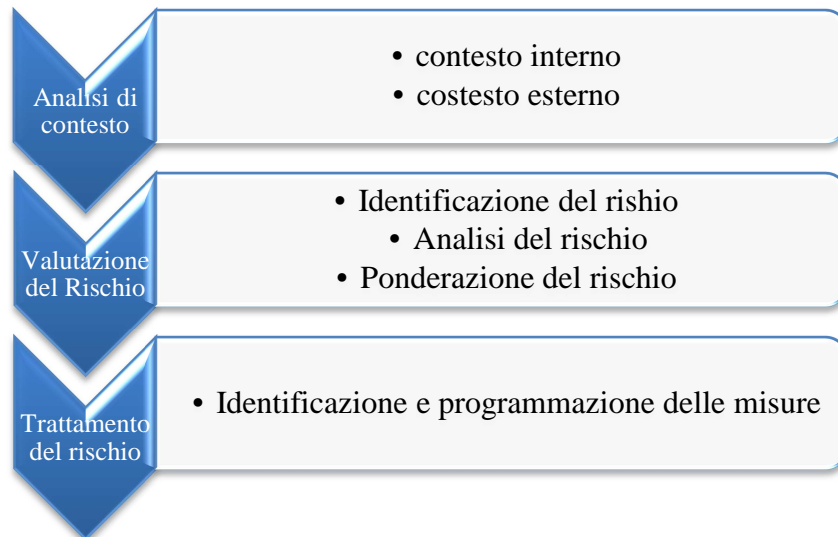 Analisi di
contesto
• contesto interno
• costesto esterno
Valutazione
del Rischio
• Identificazione del rishio
• Analisi del rischio
• Ponderazione del rischio
Trattamento
del rischio
• Identificazione e programmazione delle misure